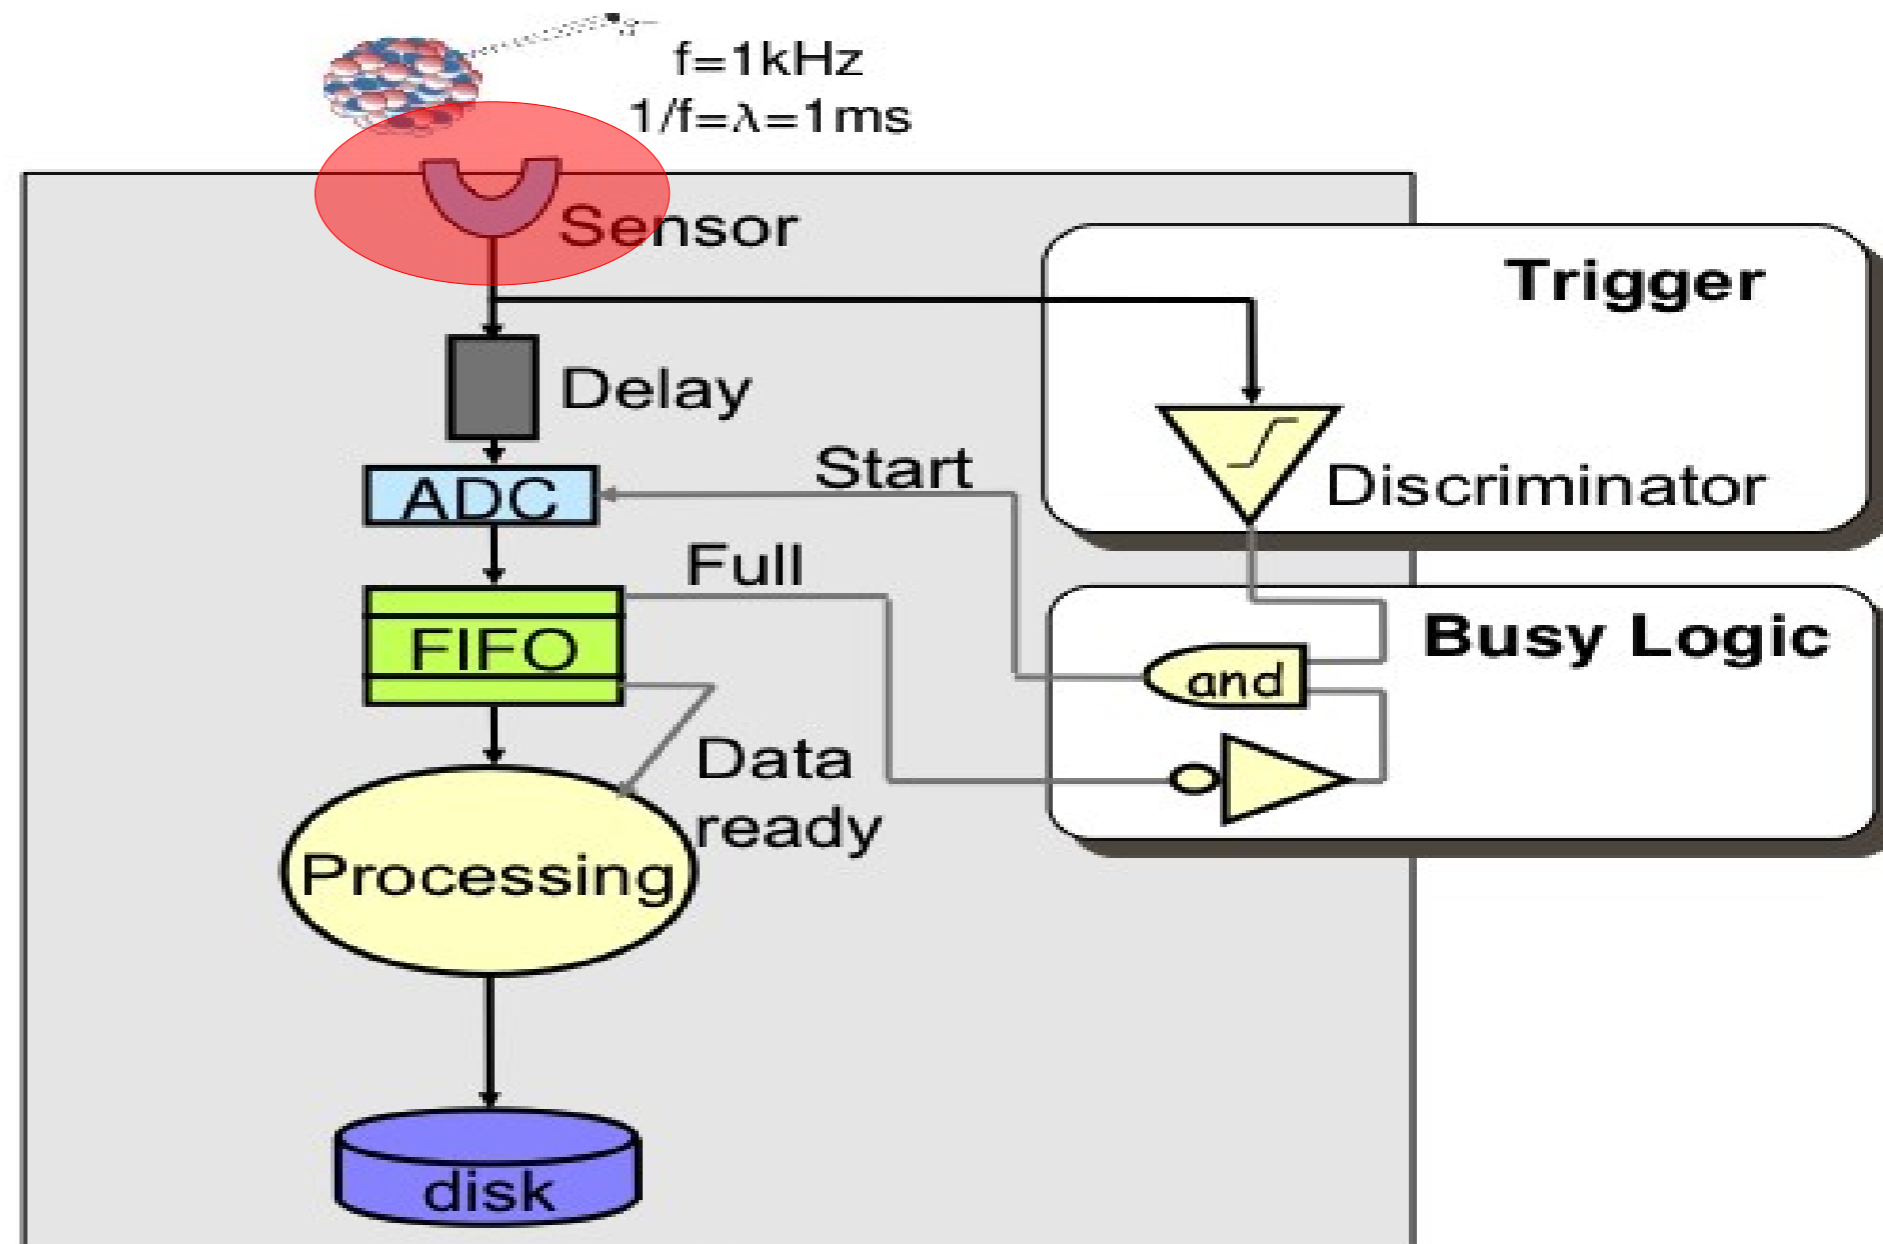 f=1kHz
1/f=λ=1ms
Sensor
Trigger
Delay
Start
ADC
Discriminator
Full
FIFO
Busy Logic
and
Data
ready
Processing
disk